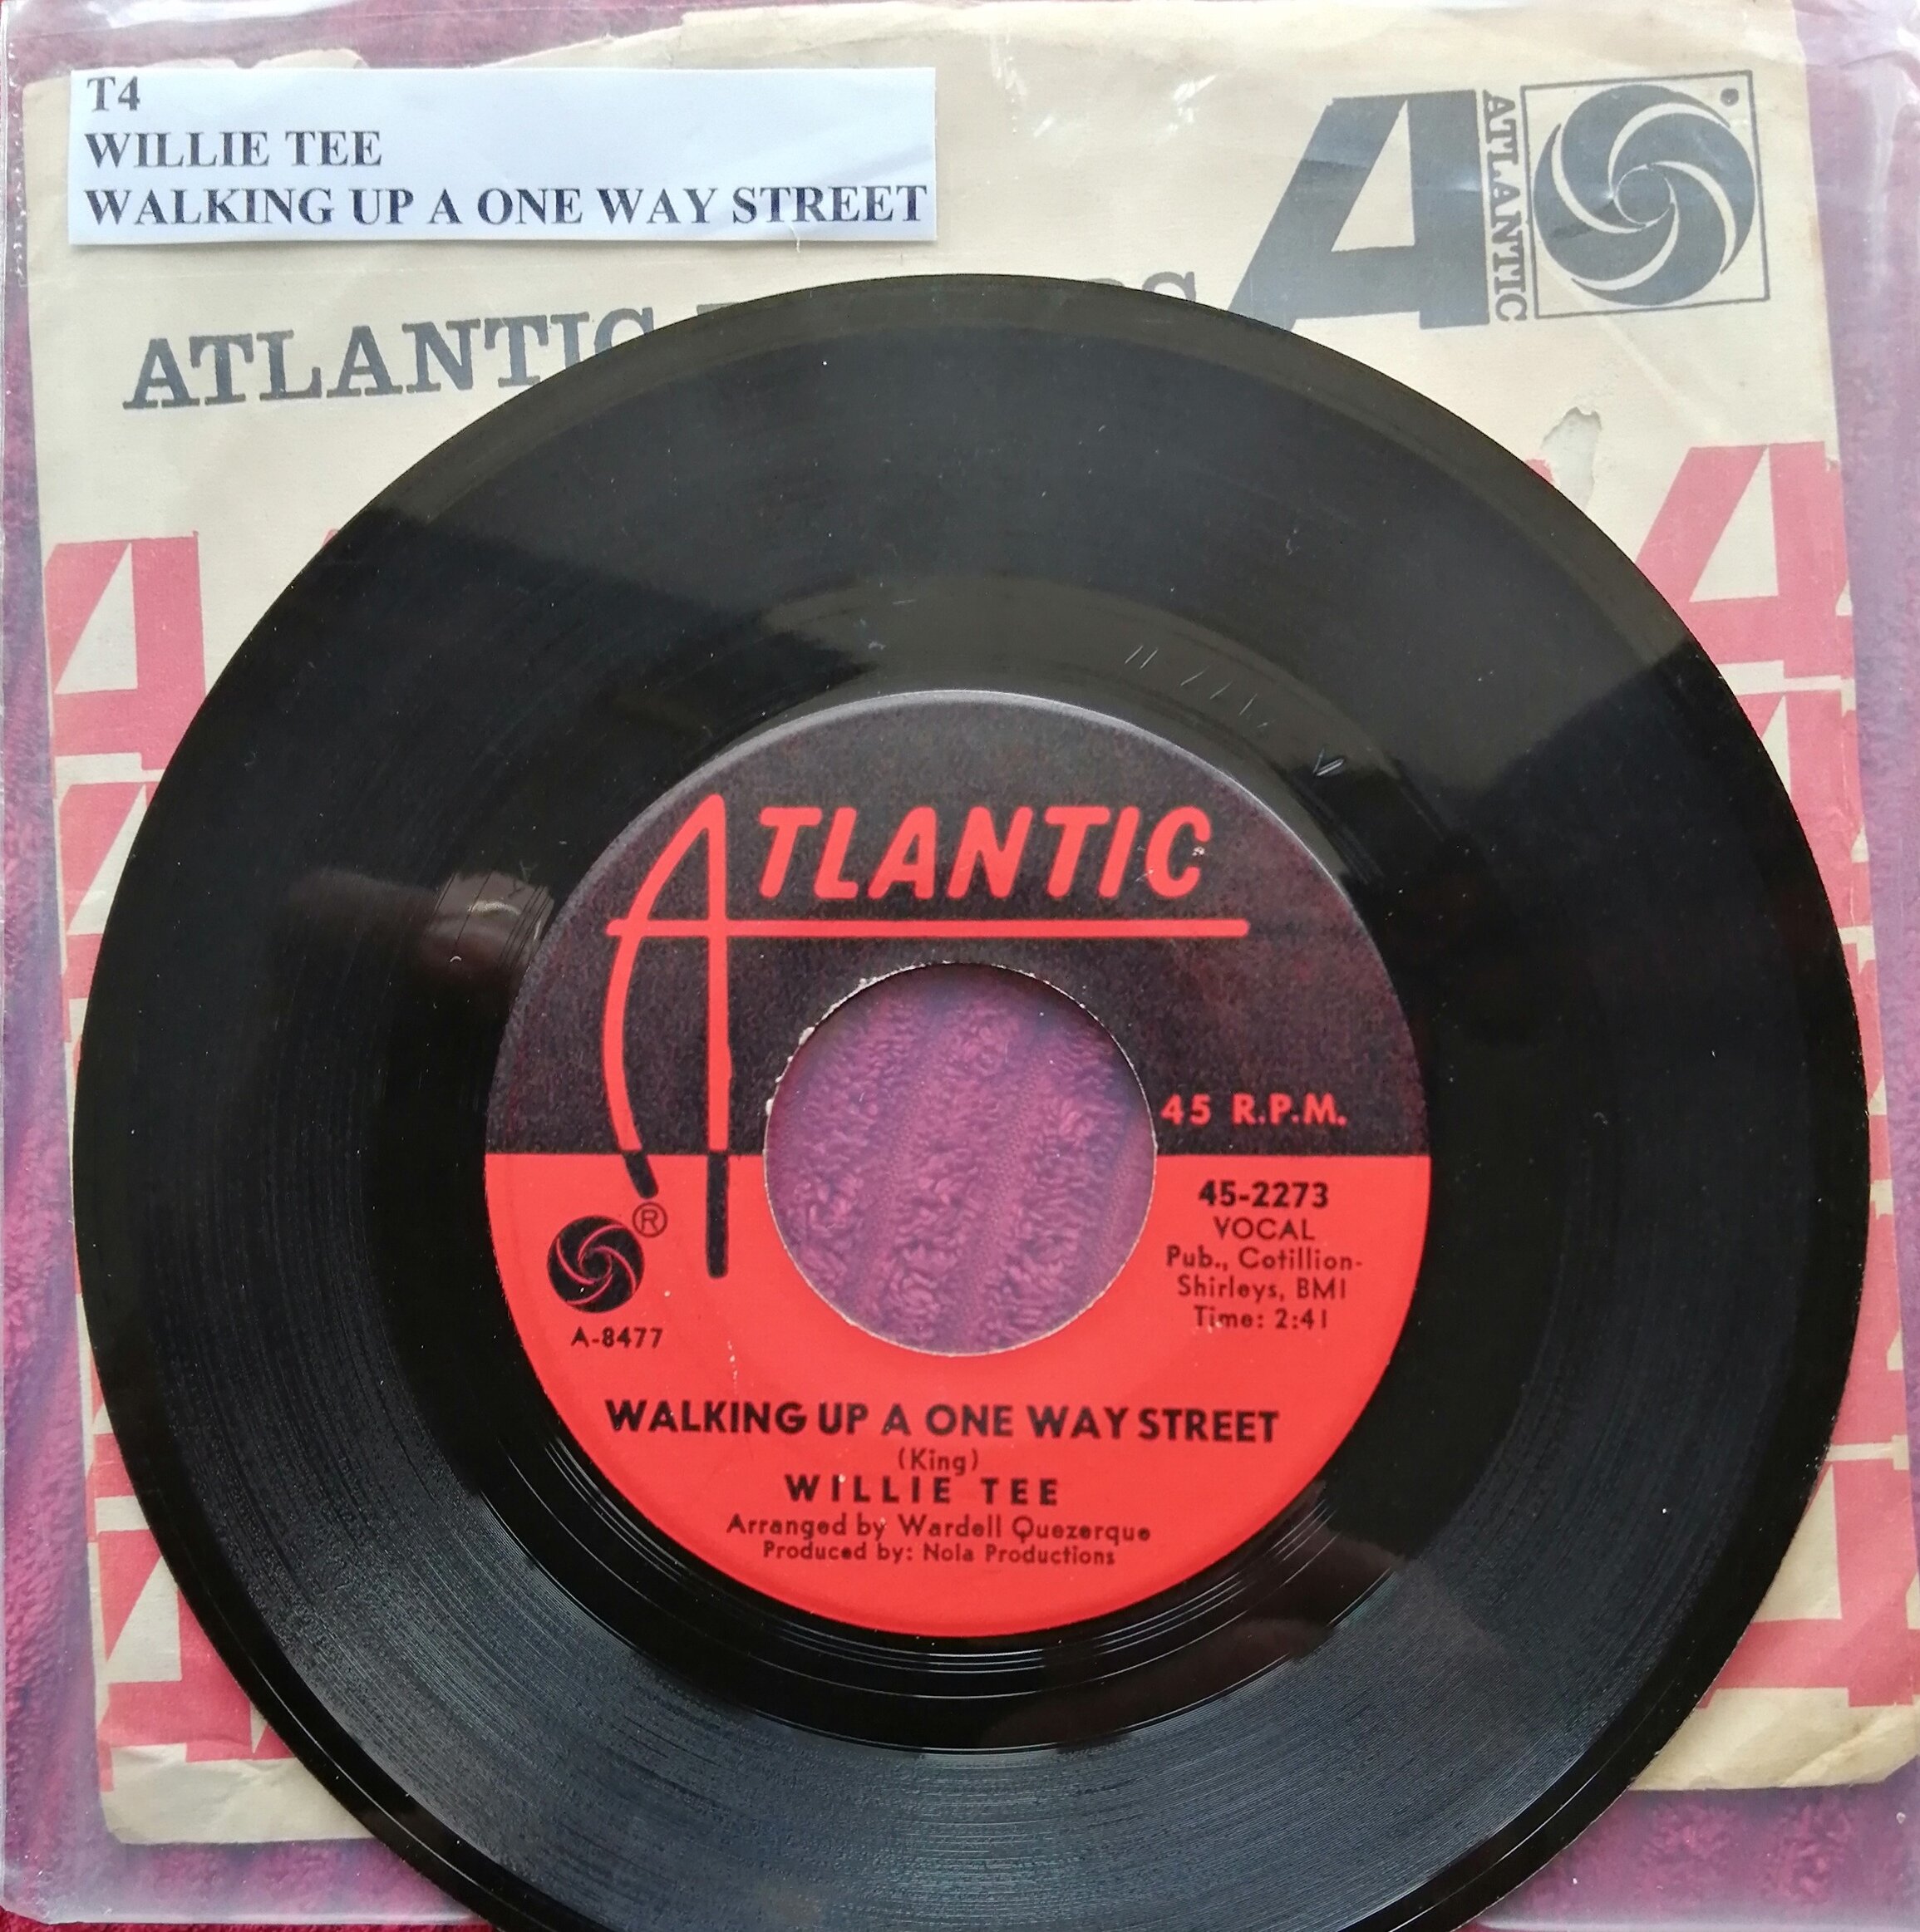 T4
WILLIE TEE
WALKING UP A ONE WAY STREET
ATLANTIC
ATLANTIC
ATLANTIC
45 R.P.M.
45-2273
VOCAL
Pub., Cotillion-
Shirleys, BMI
Time: 2:41
®
A-8477
WALKING UP A ONE WAY STREET
(King)
WILLIE TEE
Arranged by Wardell Quezerque
Produced by: Nola Productions